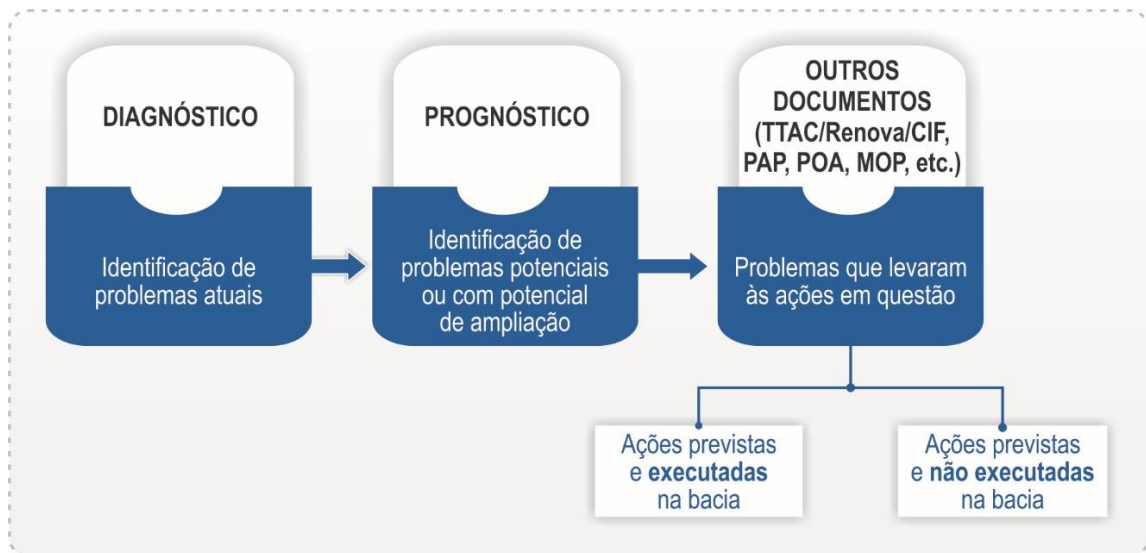 DIAGNÓSTICO
Identificação de
problemas atuais
PROGNÓSTICO
Identificação de
problemas potenciais
ou com potencial
de ampliação
OUTROS
DOCUMENTOS
(TTAC/Renova/CIF,
PAP, POA, MOP, etc.)
Problemas que levaram
às ações em questão
Ações previstas
e executadas
na bacia
Ações previstas
e não executadas
na bacia